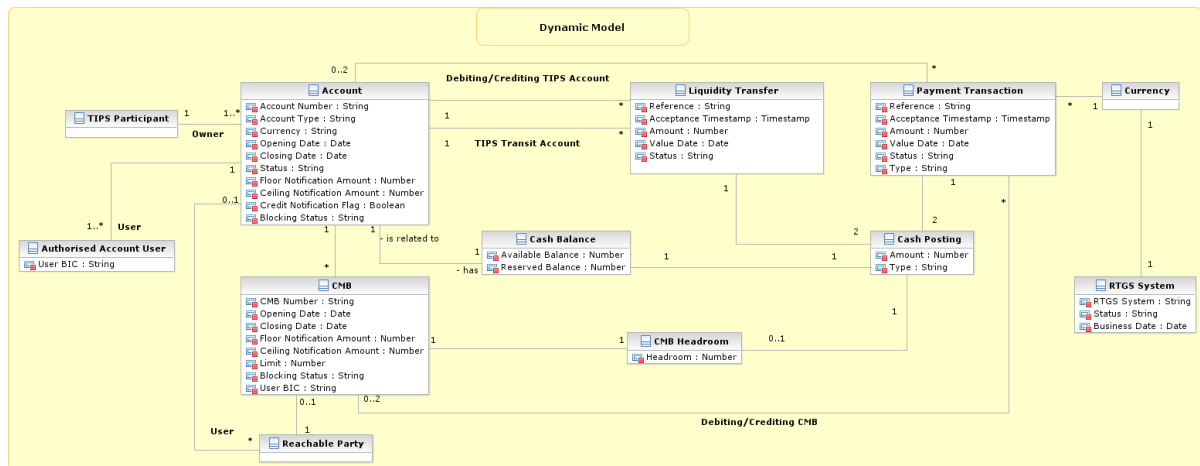 Dynamic Model
0..2
*
Debiting/Crediting TIPS Account
Account
Account Number : String
Account Type : String
Currency : String
Opening Date : Date
Closing Date : Date
Status : String
Floor Notification Amount : Number
Ceiling Notification Amount : Number
Credit Notification Flag : Boolean
Blocking Status : String
Liquidity Transfer
Reference : String
Acceptance Timestamp : Timestamp
Amount : Number
Value Date : Date
Status : String
Payment Transaction
Reference : String
Acceptance Timestamp : Timestamp
Amount : Number
Value Date : Date
Status : String
Type : String
Currency
*
1
1
TIPS Participant
1
1..*
Owner
1
*
1
*
TIPS Transit Account
1
0..1
1..*
User
Authorised Account User
User BIC : String
1
1
- is related to
1
- has
Cash Balance
Available Balance : Number
Reserved Balance : Number
1
1
1
2
1
2
*
Cash Posting
Amount : Number
Type : String
1
RTGS System
RTGS System : String
Status : String
Business Date : Date
*
CMB
CMB Number : String
Opening Date : Date
Closing Date : Date
Floor Notification Amount : Number
Ceiling Notification Amount : Number
Limit : Number
Blocking Status : String
User BIC : String
1
1
CMB Headroom
Headroom : Number
0..1
1
0..1
0..2
Debiting/Crediting CMB
User
*
1
Reachable Party